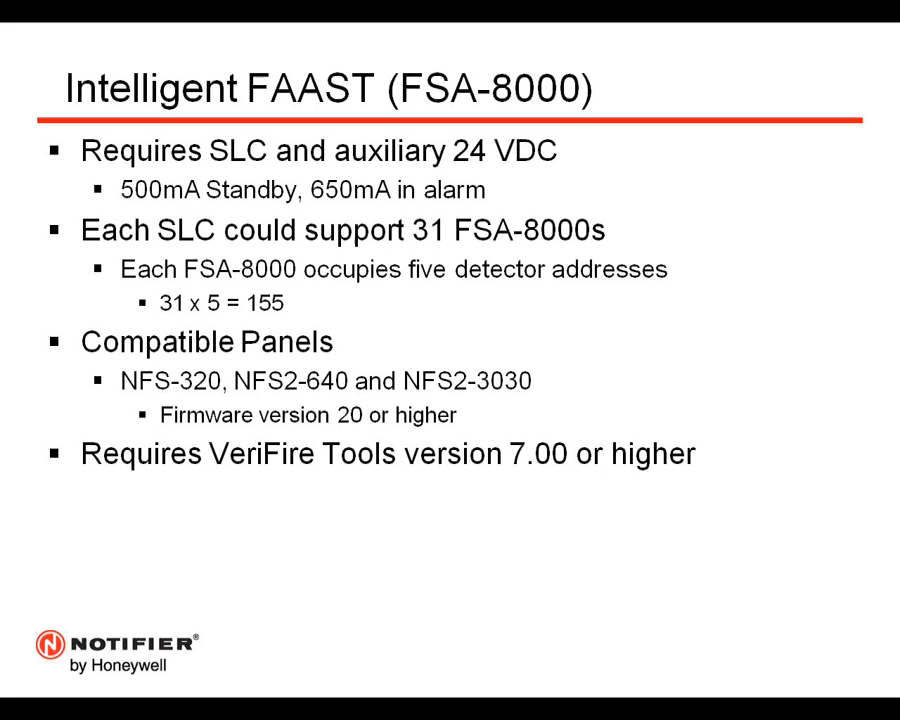 Intelligent FAAST (FSA-8000)
▪ Requires SLC and auxiliary 24 VDC
▪ 500mA Standby, 650mA in alarm
▪ Each SLC could support 31 FSA-8000s
▪ Each FSA-8000 occupies five detector addresses
▪ 31 x 5 = 155
▪ Compatible Panels
▪ NFS-320, NFS2-640 and NFS2-3030
▪ Firmware version 20 or higher
▪ Requires VeriFire Tools version 7.00 or higher
NOTIFIER®
by Honeywell